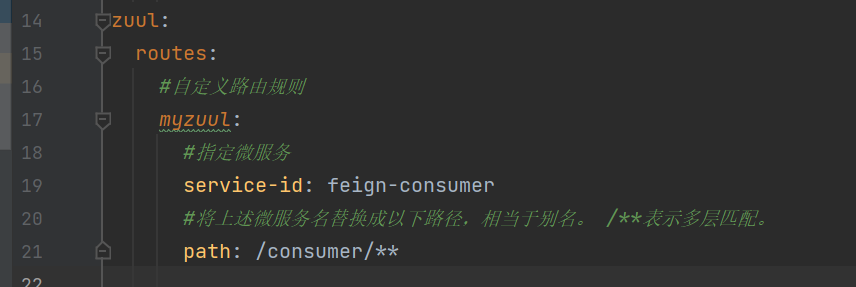 14 zuul:
15 routes:
16 #自定义路由规则
17 myzuul:
18 #指定微服务
19 service-id: feign-consumer
20 #将上述微服务名替换成以下路径，相当于别名。 /**表示多层匹配。
21 path: /consumer/**
22